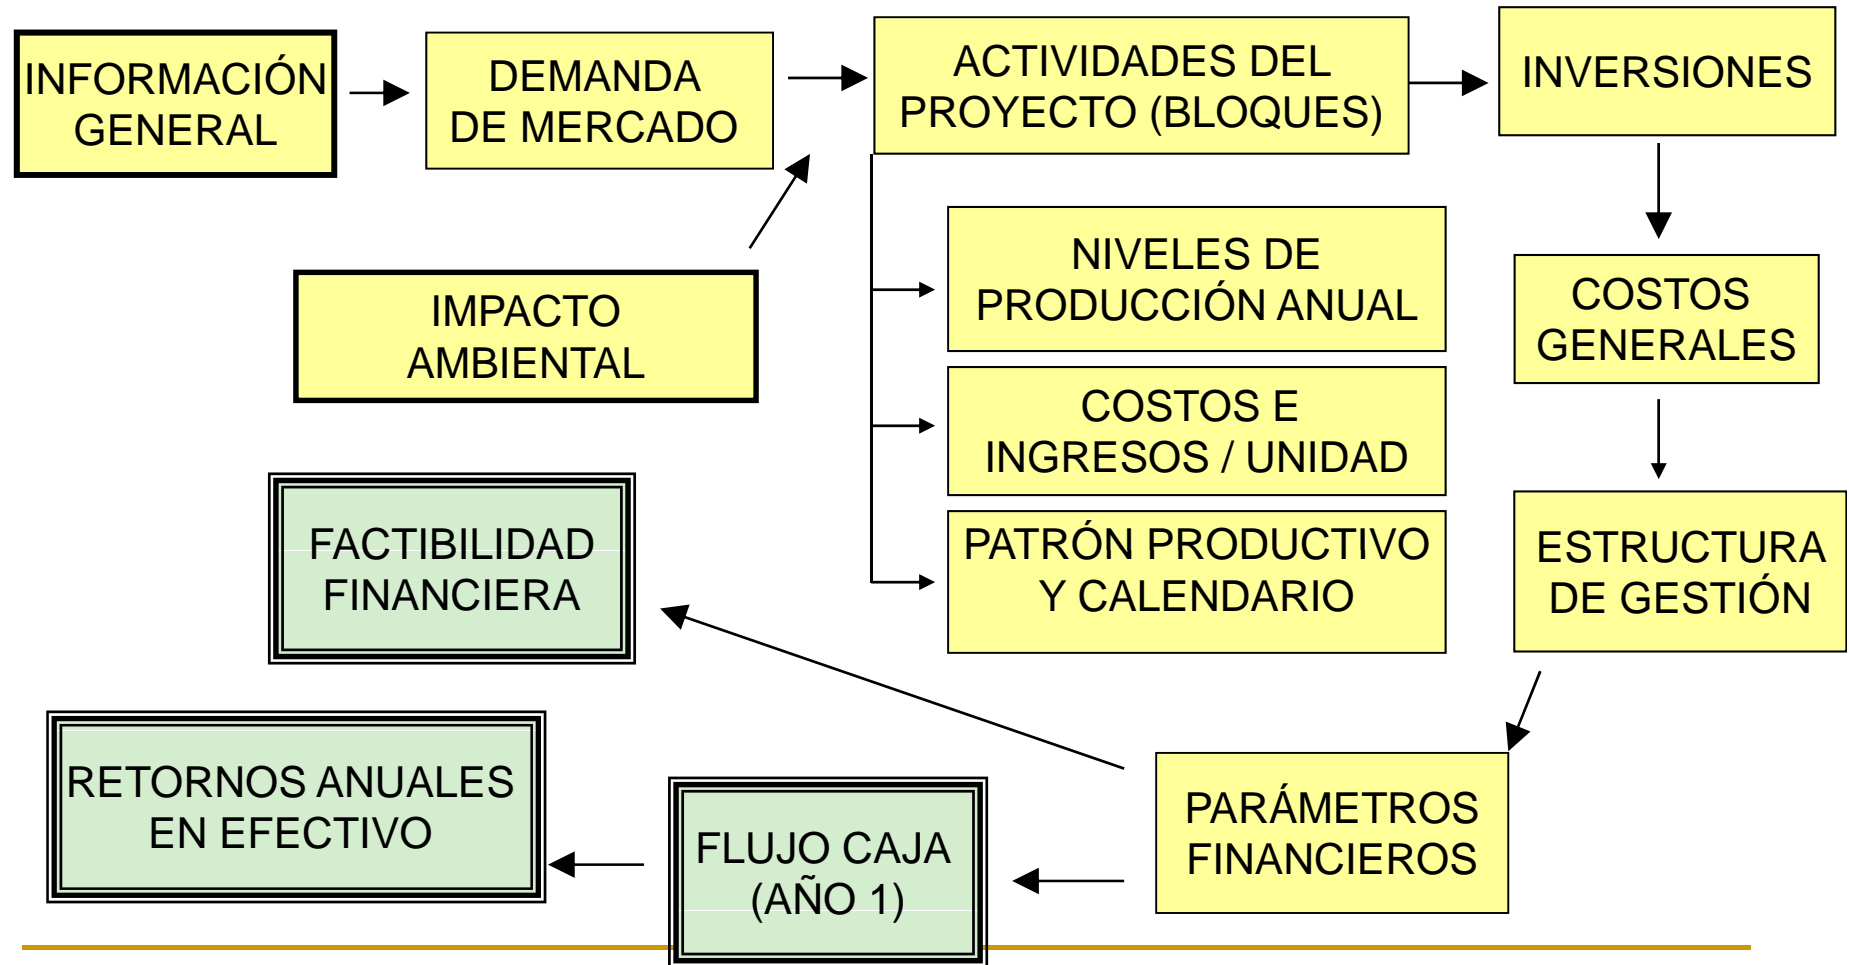 INFORMACIÓN
GENERAL
DEMANDA
DE MERCADO
ACTIVIDADES DEL
PROYECTO (BLOQUES)
INVERSIONES
IMPACTO
AMBIENTAL
NIVELES DE
PRODUCCIÓN ANUAL
COSTOS E
INGRESOS / UNIDAD
PATRÓN PRODUCTIVO
Y CALENDARIO
COSTOS
GENERALES
ESTRUCTURA
DE GESTIÓN
FACTIBILIDAD
FINANCIERA
RETORNOS ANUALES
EN EFECTIVO
FLUJO CAJA
(AÑO 1)
PARÁMETROS
FINANCIEROS